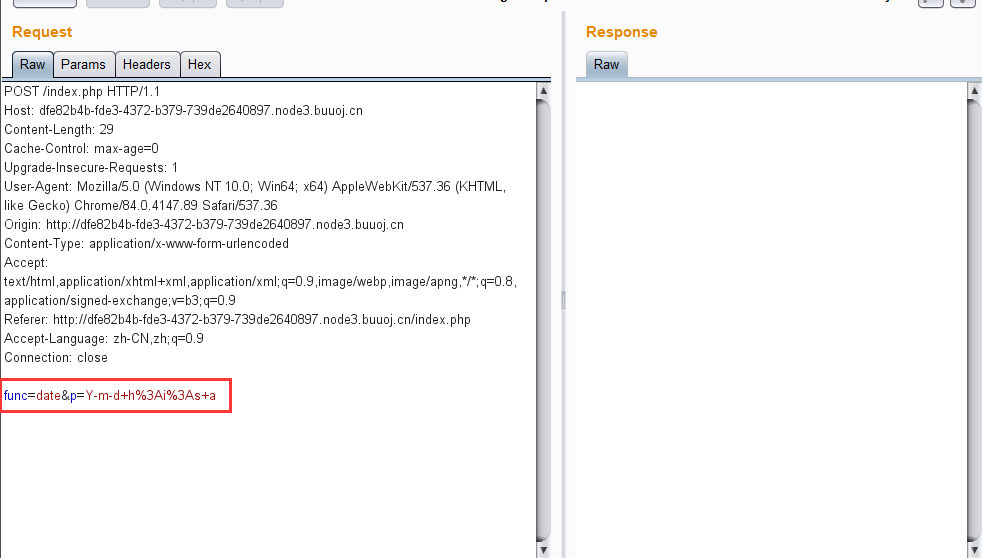 Request
Response
Raw Params Headers Hex
Raw
POST /index.php HTTP/1.1
Host: dfe82b4b-fde3-4372-b379-739de2640897.node3.buuoj.cn
Content-Length: 29
Cache-Control: max-age=0
Upgrade-Insecure-Requests: 1
User-Agent: Mozilla/5.0 (Windows NT 10.0; Win64; x64) AppleWebKit/537.36 (KHTML,
like Gecko) Chrome/84.0.4147.89 Safari/537.36
Origin: http://dfe82b4b-fde3-4372-b379-739de2640897.node3.buuoj.cn
Content-Type: application/x-www-form-urlencoded
Accept:
text/html,application/xhtml+xml,application/xml;q=0.9,image/webp,image/apng,*/*;q=0.8,
application/signed-exchange;v=b3;q=0.9
Referer: http://dfe82b4b-fde3-4372-b379-739de2640897.node3.buuoj.cn/index.php
Accept-Language: zh-CN,zh;q=0.9
Connection: close
func=date&p=Y-m-d+h%3Ai%3As+a